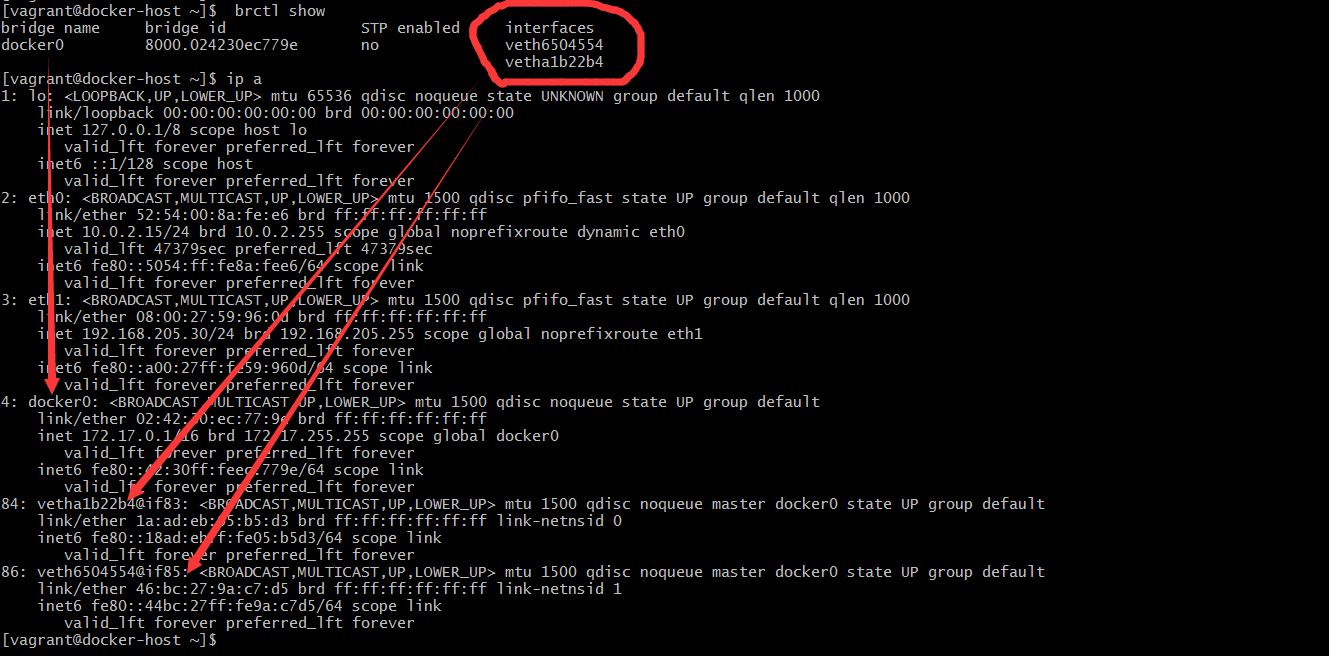 [vagrant@docker-host ~]$  brctl show
bridge name     bridge id               STP enabled     interfaces
docker0         8000.024230ec779e       no              veth6504554
                                                        vetha1b22b4
[vagrant@docker-host ~]$ ip a
1: lo: <LOOPBACK,UP,LOWER_UP> mtu 65536 qdisc noqueue state UNKNOWN group default qlen 1000
    link/loopback 00:00:00:00:00:00 brd 00:00:00:00:00:00
    inet 127.0.0.1/8 scope host lo
       valid_lft forever preferred_lft forever
    inet6 ::1/128 scope host
       valid_lft forever preferred_lft forever
2: eth0: <BROADCAST,MULTICAST,UP,LOWER_UP> mtu 1500 qdisc pfifo_fast state UP group default qlen 1000
    link/ether 52:54:00:8a:fe:e6 brd ff:ff:ff:ff:ff:ff
    inet 10.0.2.15/24 brd 10.0.2.255 scope global noprefixroute dynamic eth0
       valid_lft 47379sec preferred_lft 47379sec
    inet6 fe80::5054:ff:fe8a:fee6/64 scope link
       valid_lft forever preferred_lft forever
3: eth1: <BROADCAST,MULTICAST,UP,LOWER_UP> mtu 1500 qdisc pfifo_fast state UP group default qlen 1000
    link/ether 08:00:27:59:96:0d brd ff:ff:ff:ff:ff:ff
    inet 192.168.205.30/24 brd 192.168.205.255 scope global noprefixroute eth1
       valid_lft forever preferred_lft forever
    inet6 fe80::a00:27ff:fe59:960d/64 scope link
       valid_lft forever preferred_lft forever
4: docker0: <BROADCAST,MULTICAST,UP,LOWER_UP> mtu 1500 qdisc noqueue state UP group default
    link/ether 02:42:30:ec:77:9e brd ff:ff:ff:ff:ff:ff
    inet 172.17.0.1/16 brd 172.17.255.255 scope global docker0
       valid_lft forever preferred_lft forever
    inet6 fe80::42:30ff:feec:779e/64 scope link
       valid_lft forever preferred_lft forever
84: vetha1b22b4@if83: <BROADCAST,MULTICAST,UP,LOWER_UP> mtu 1500 qdisc noqueue master docker0 state UP group default
    link/ether 1a:ad:eb:05:b5:d3 brd ff:ff:ff:ff:ff:ff link-netnsid 0
    inet6 fe80::18ad:ebff:fe05:b5d3/64 scope link
       valid_lft forever preferred_lft forever
86: veth6504554@if85: <BROADCAST,MULTICAST,UP,LOWER_UP> mtu 1500 qdisc noqueue master docker0 state UP group default
    link/ether 46:bc:27:9a:c7:d5 brd ff:ff:ff:ff:ff:ff link-netnsid 1
    inet6 fe80::44bc:27ff:fe9a:c7d5/64 scope link
       valid_lft forever preferred_lft forever
[vagrant@docker-host ~]$